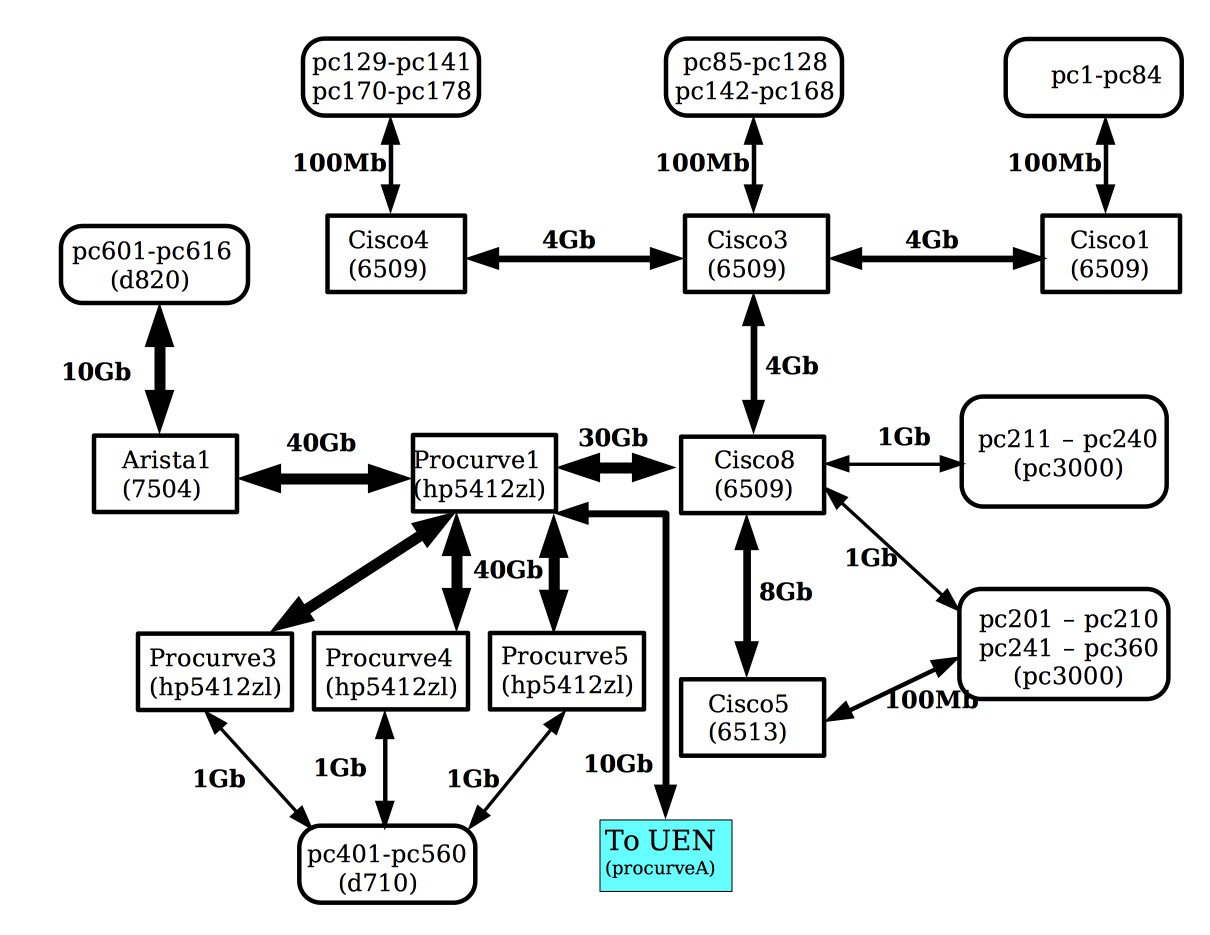 pc129-pc141
pc170-pc178
pc85-pc128
pc142-pc168
pc1-pc84
100Mb
100Mb
100Mb
pc601-pc616
(d820)
Cisco4
(6509)
4Gb
Cisco3
(6509)
4Gb
Cisco1
(6509)
10Gb
4Gb
Arista1
(7504)
40Gb
Procurve1
(hp5412zl)
30Gb
Cisco8
(6509)
1Gb
pc211 – pc240
(pc3000)
40Gb
1Gb
8Gb
pc201 – pc210
pc241 – pc360
(pc3000)
Procurve3
(hp5412zl)
Procurve4
(hp5412zl)
Procurve5
(hp5412zl)
Cisco5
(6513)
100Mb
1Gb
1Gb
1Gb
10Gb
pc401-pc560
(d710)
To UEN
(procurveA)